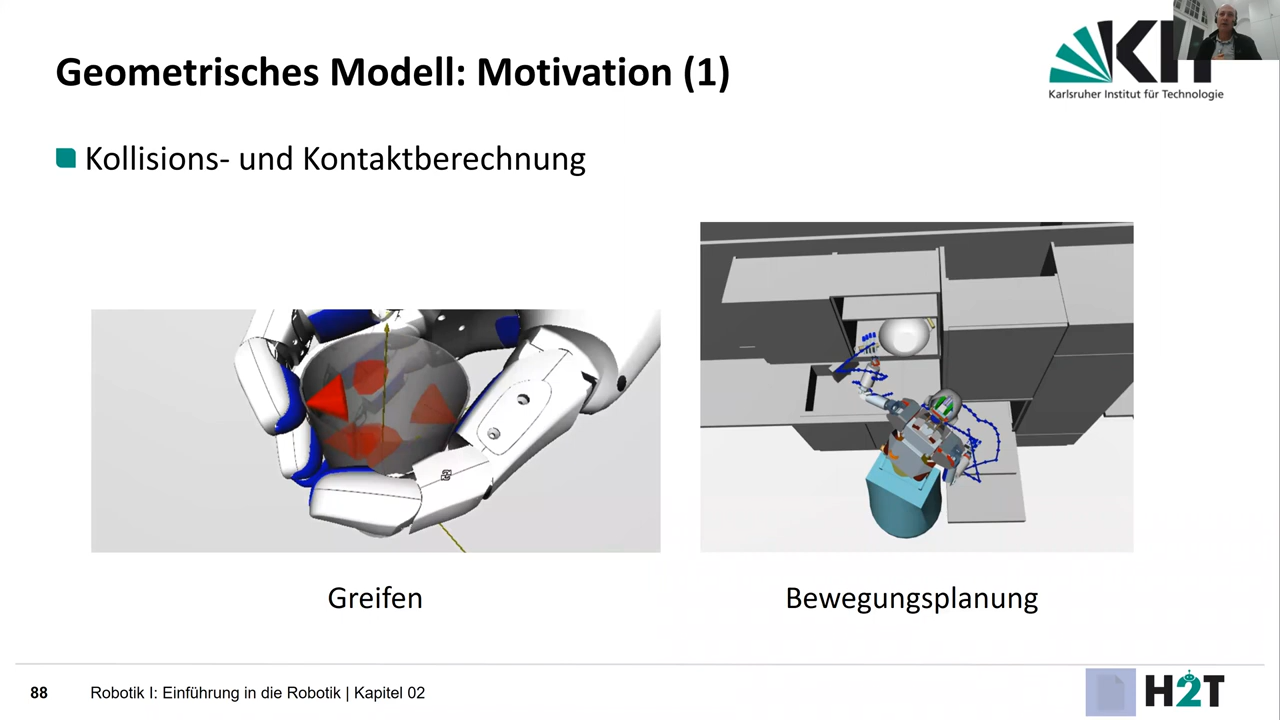 Geometrisches Modell: Motivation (1)
Karlsruher Institut für Technologie
Kollisions- und Kontaktberechnung
Greifen
Bewegungsplanung
88
Robotik I: Einführung in die Robotik | Kapitel 02
H2T